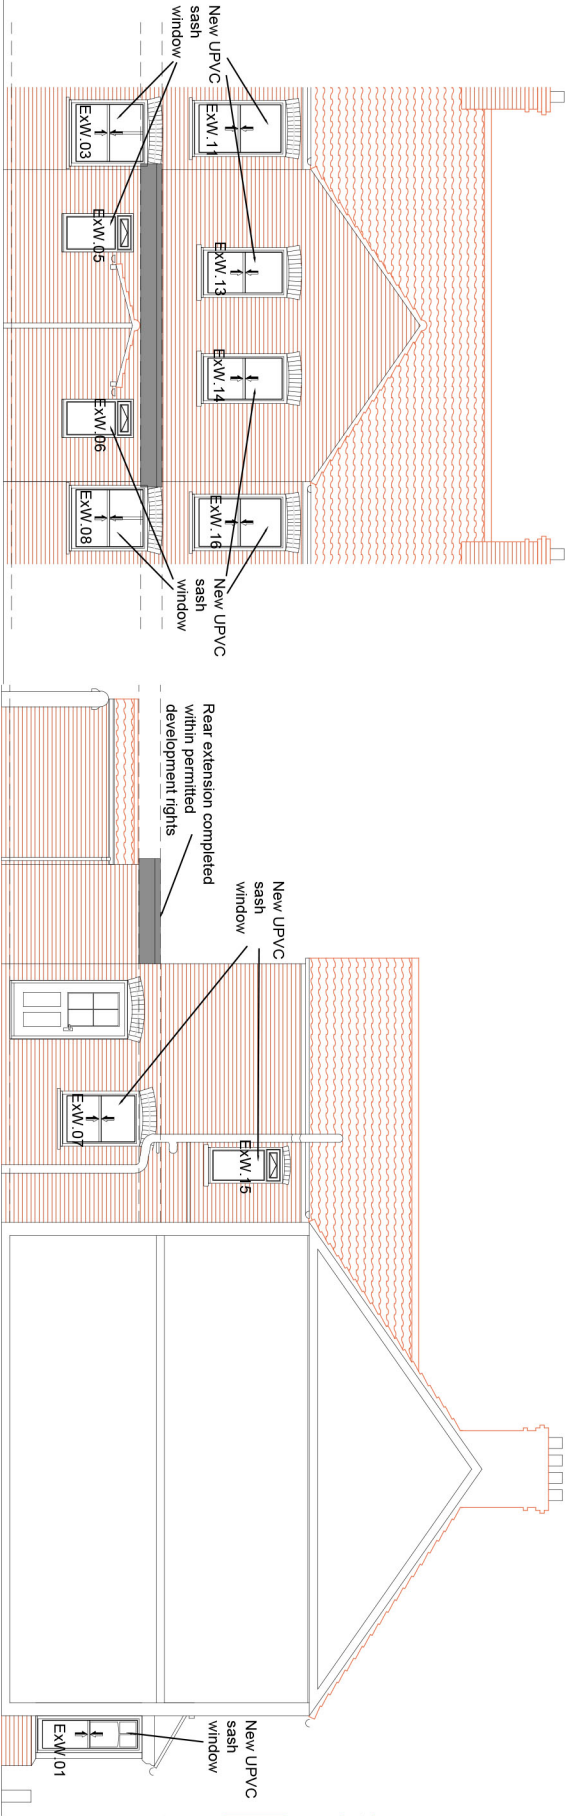 New UPVC
sash
window
ExW.11
ExW.13
ExW.14
ExW.16
ExW.03
ExW.05
ExW.06
ExW.08
New UPVC
sash
window
Rear extension completed
within permitted
development rights
New UPVC
sash
window
ExW.15
ExW.07
New UPVC
sash
window
ExW.01